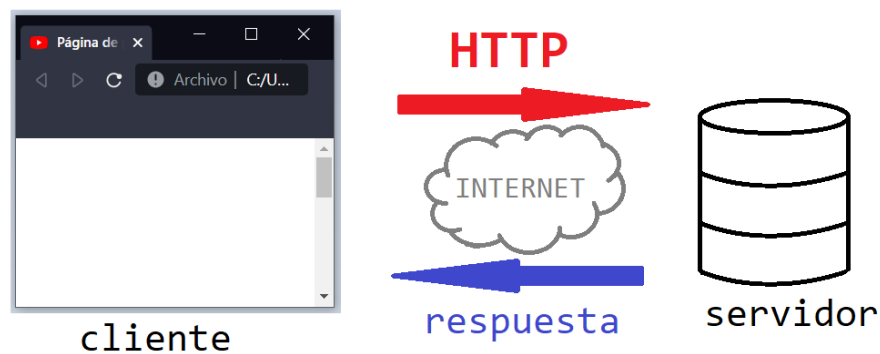 Página de
Archivo | C:/U...
HTTP
INTERNET
respuesta
cliente
servidor